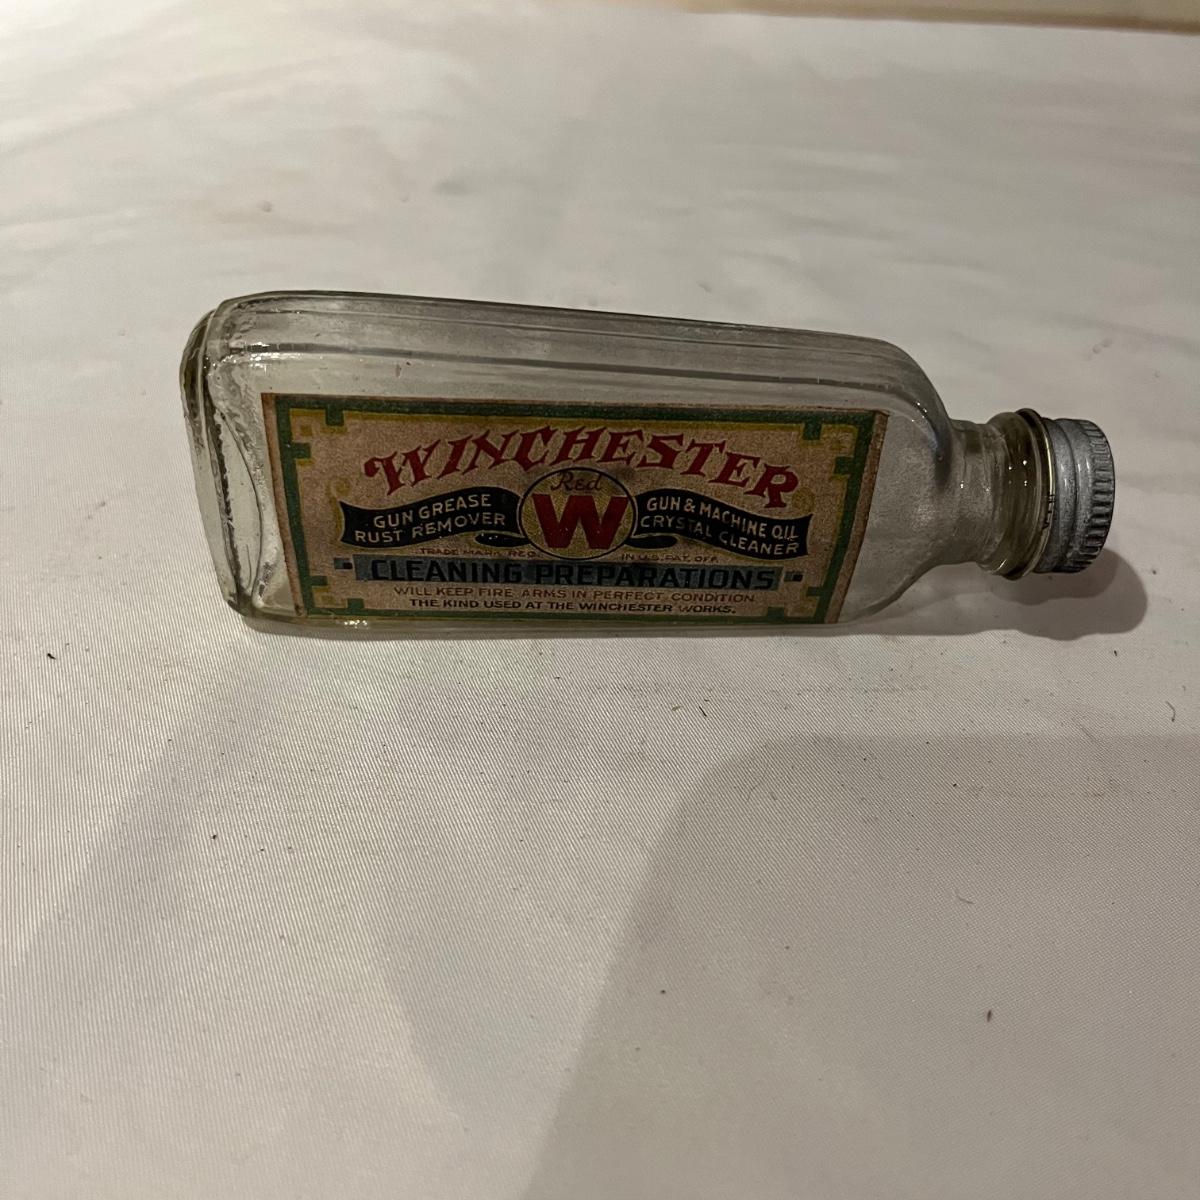 WINCHESTER
Red
W
GUN GREASE
RUST REMOVER
GUN & MACHINE OIL
CRYSTAL CLEANER
TRADE MARK REG. IN U.S. PAT. OFF.
CLEANING PREPARATIONS
WILL KEEP FIRE ARMS IN PERFECT CONDITION
THE KIND USED AT THE WINCHESTER WORKS.